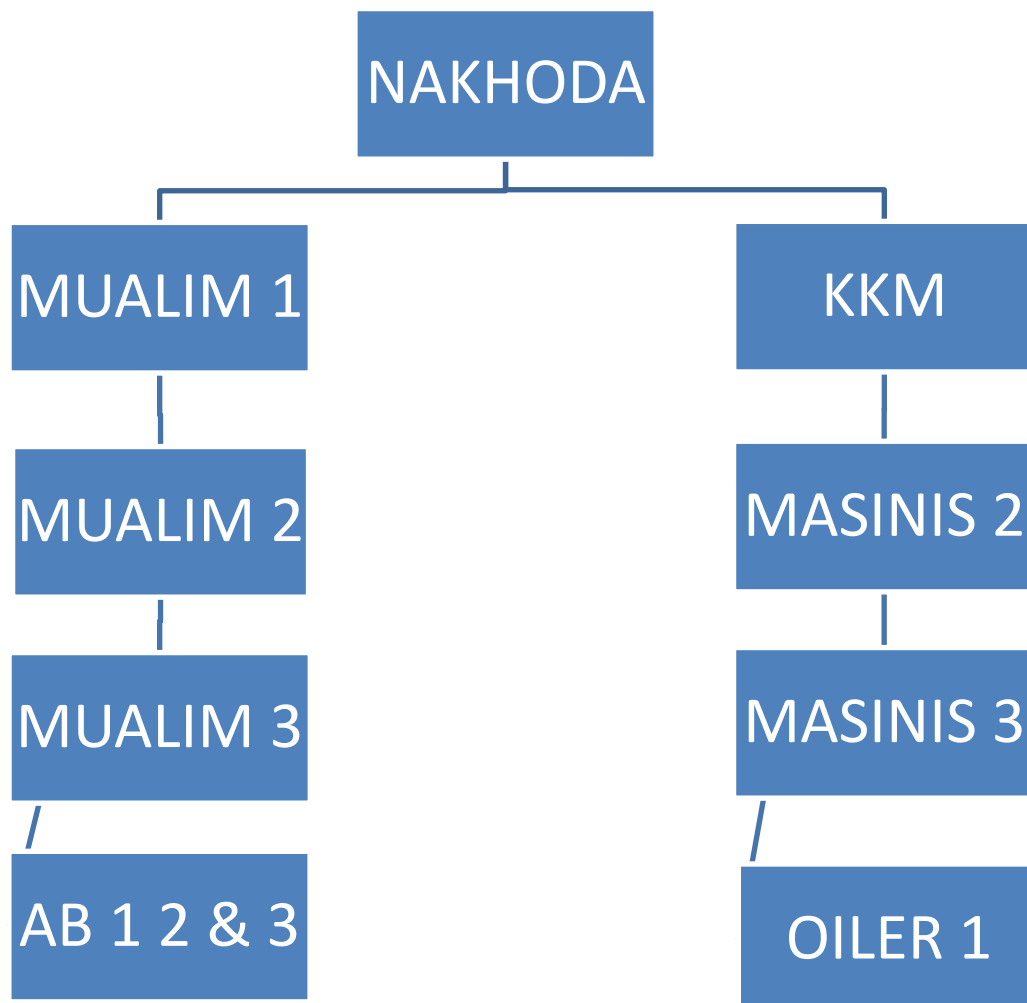 NAKHODA
MUALIM 1
KKM
MUALIM 2
MASINIS 2
MUALIM 3
MASINIS 3
AB 1 2 & 3
OILER 1